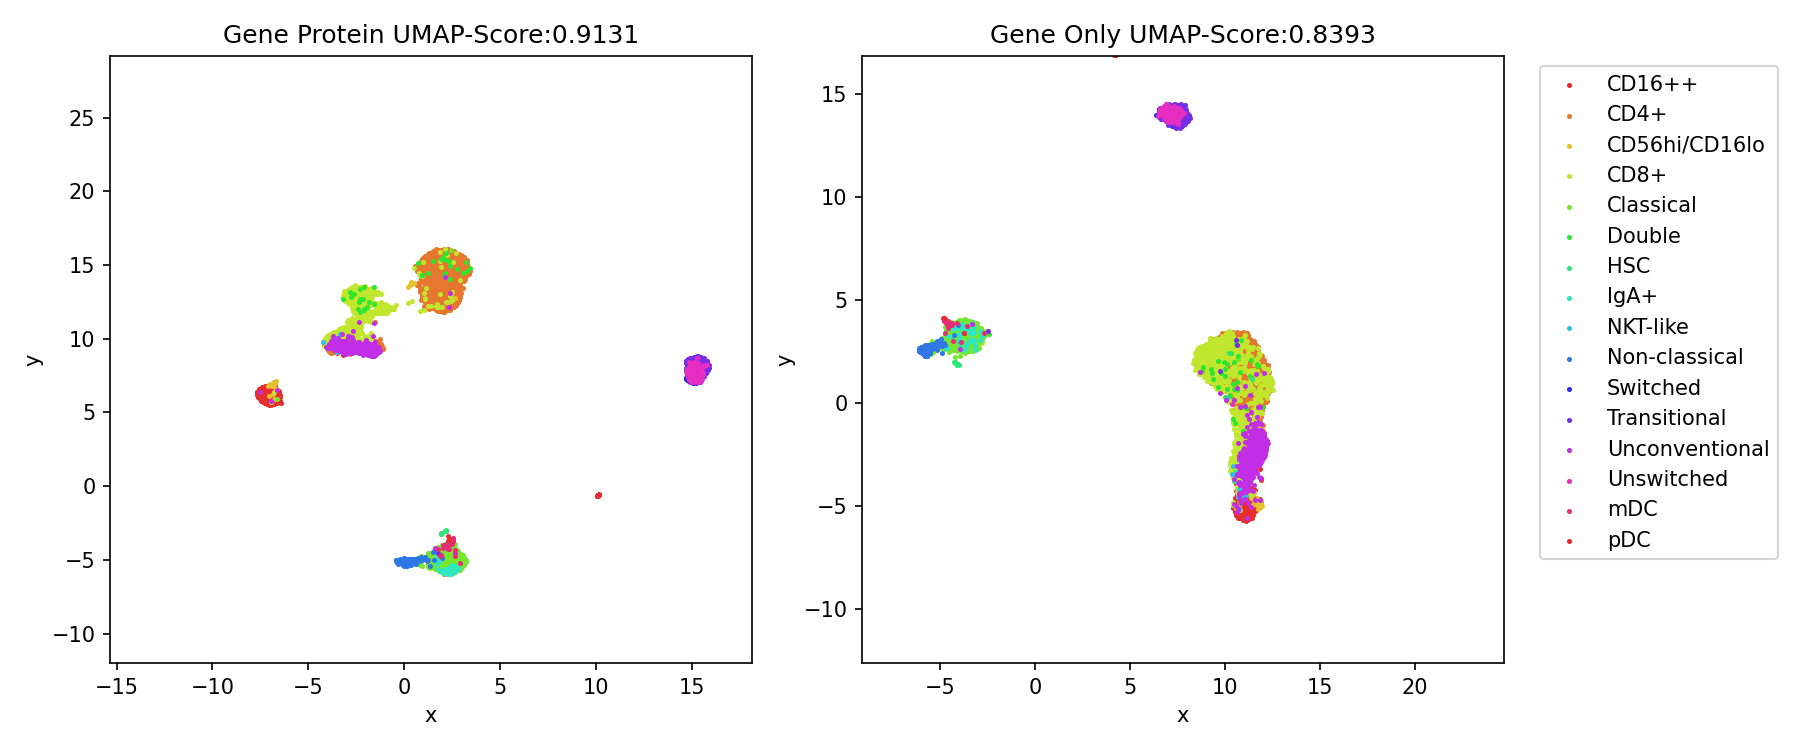 Gene Protein UMAP-Score:0.9131
25
20
15
10
5
0
−5
−10
y
−15
−10
−5
0
5
10
15
x
Gene Only UMAP-Score:0.8393
15
10
5
0
−5
−10
y
−5
0
5
10
15
20
x
CD16++
CD4+
CD56hi/CD16lo
CD8+
Classical
Double
HSC
IgA+
NKT-like
Non-classical
Switched
Transitional
Unconventional
Unswitched
mDC
pDC